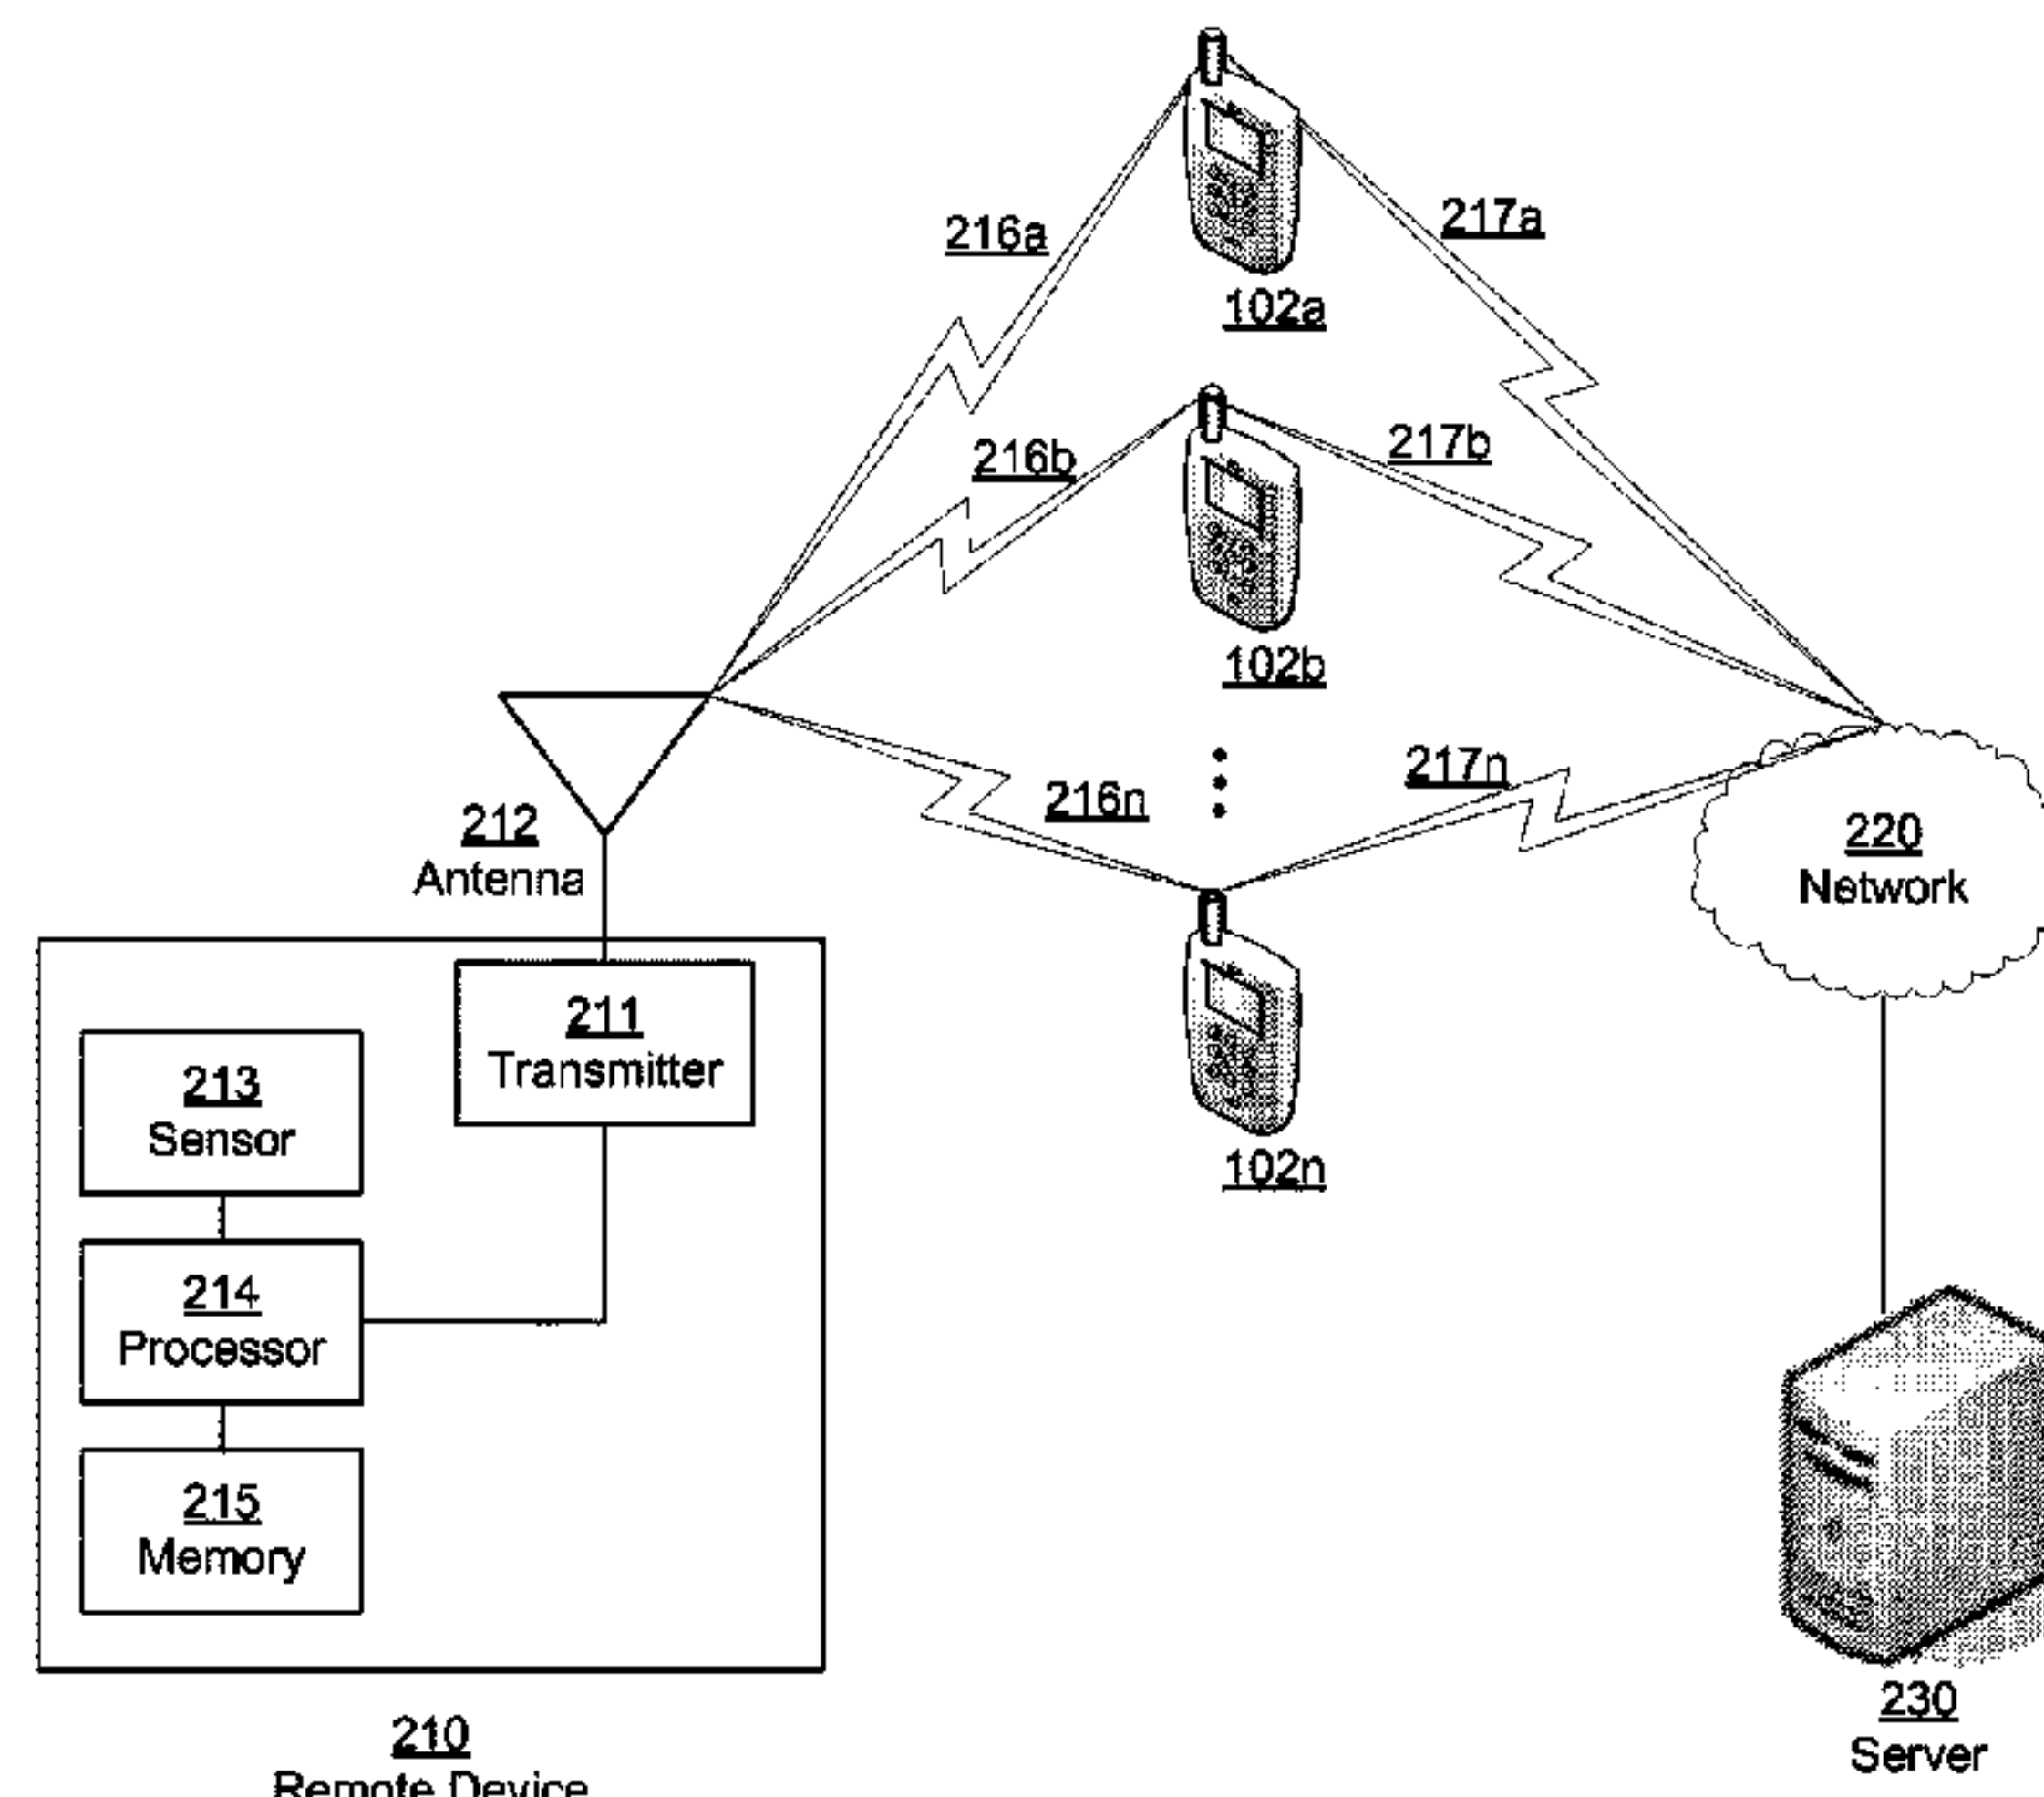 216a
217a
102a
216b
217b
102b
216n
217n
212
Antenna
220
Network
211
Transmitter
213
Sensor
102n
214
Processor
215
Memory
210
Remote Device
230
Server